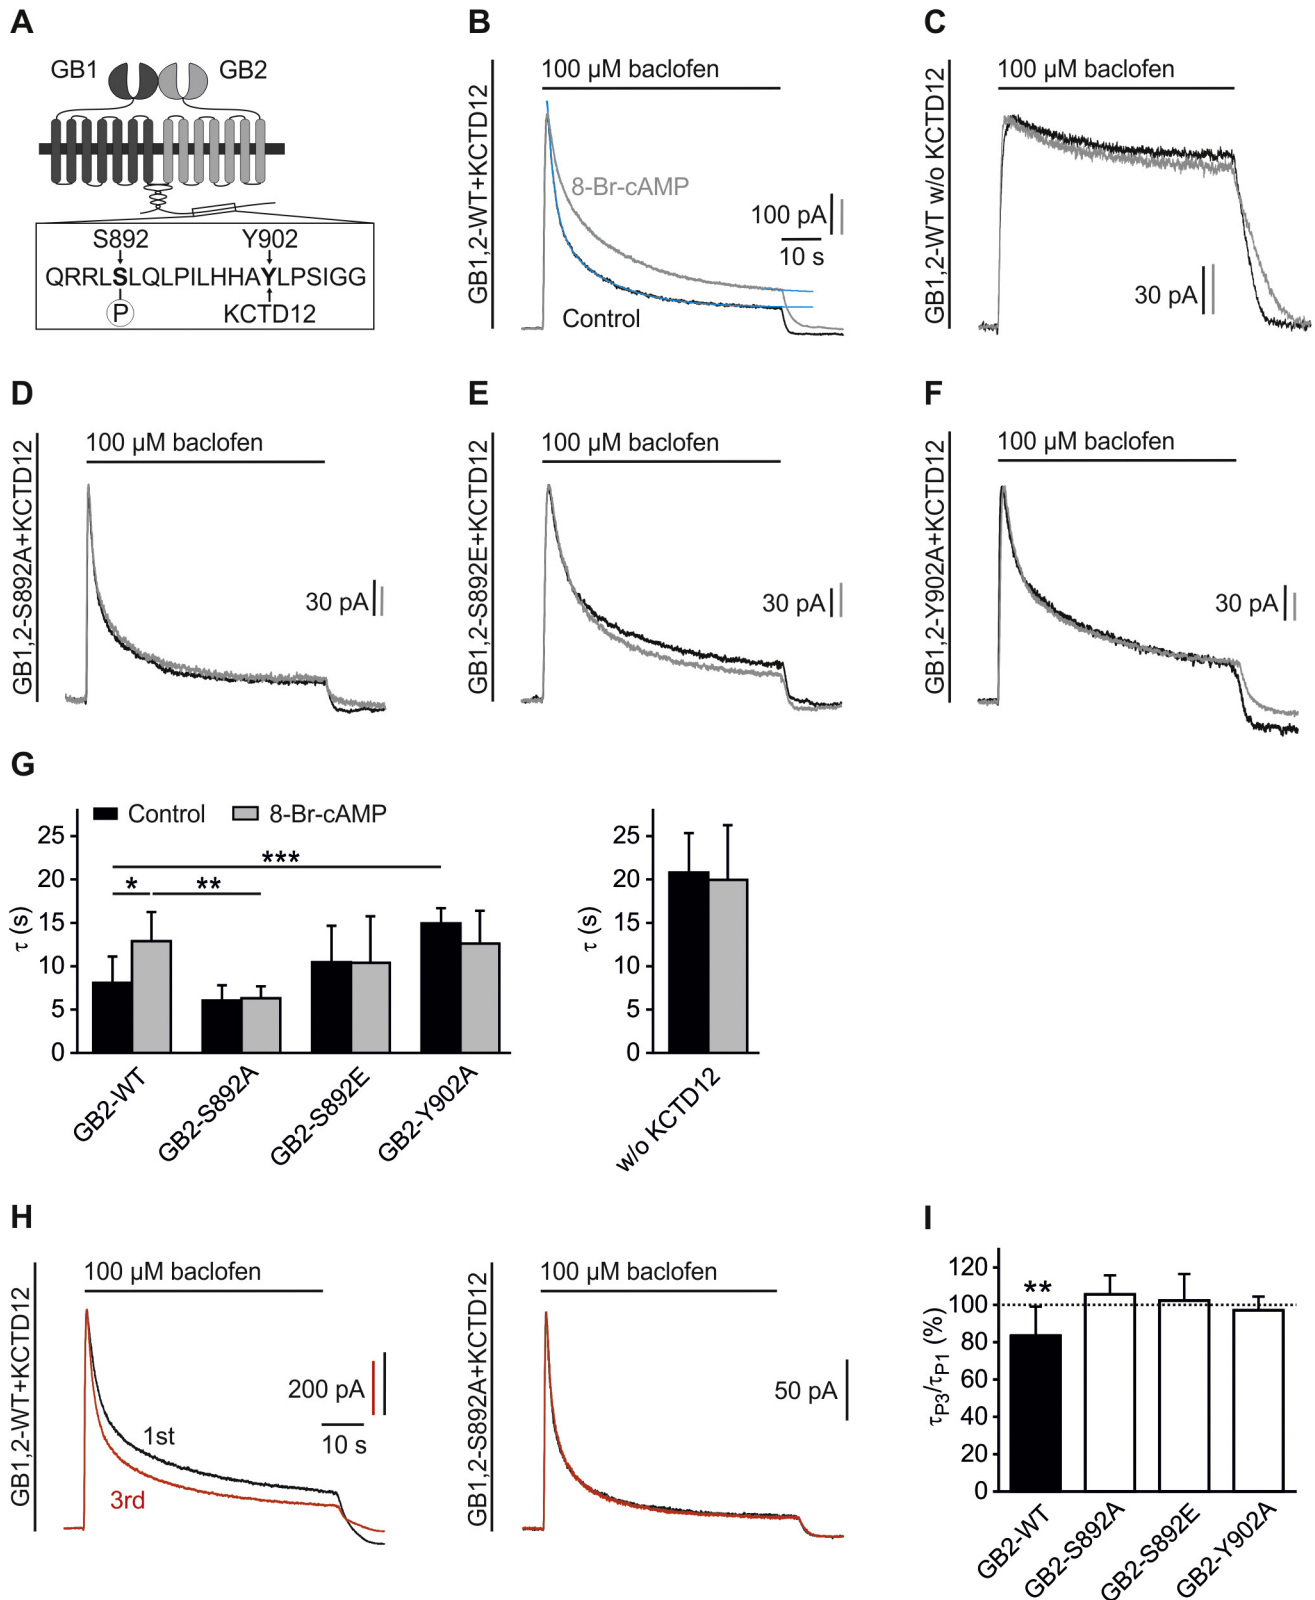 A
GB1
GB2
S892
Y902
QRRLSLQLPILHHAYLPSIGG
P
KCTD12
B
GB1,2-WT+KCTD12
100 µM baclofen
8-Br-cAMP
100 pA
10 s
Control
C
GB1,2-WT w/o KCTD12
100 µM baclofen
30 pA
D
GB1,2-S892A+KCTD12
100 µM baclofen
30 pA
E
GB1,2-S892E+KCTD12
100 µM baclofen
30 pA
F
GB1,2-Y902A+KCTD12
100 µM baclofen
30 pA
G
Control
8-Br-cAMP
τ (s)
25
20
15
10
5
0
***
*
**
GB2-WT
GB2-S892A
GB2-S892E
GB2-Y902A
τ (s)
25
20
15
10
5
0
w/o KCTD12
H
GB1,2-WT+KCTD12
100 µM baclofen
200 pA
10 s
1st
3rd
GB1,2-S892A+KCTD12
100 µM baclofen
50 pA
I
τP3/τP1 (%)
120
100
80
60
40
20
0
**
GB2-WT
GB2-S892A
GB2-S892E
GB2-Y902A